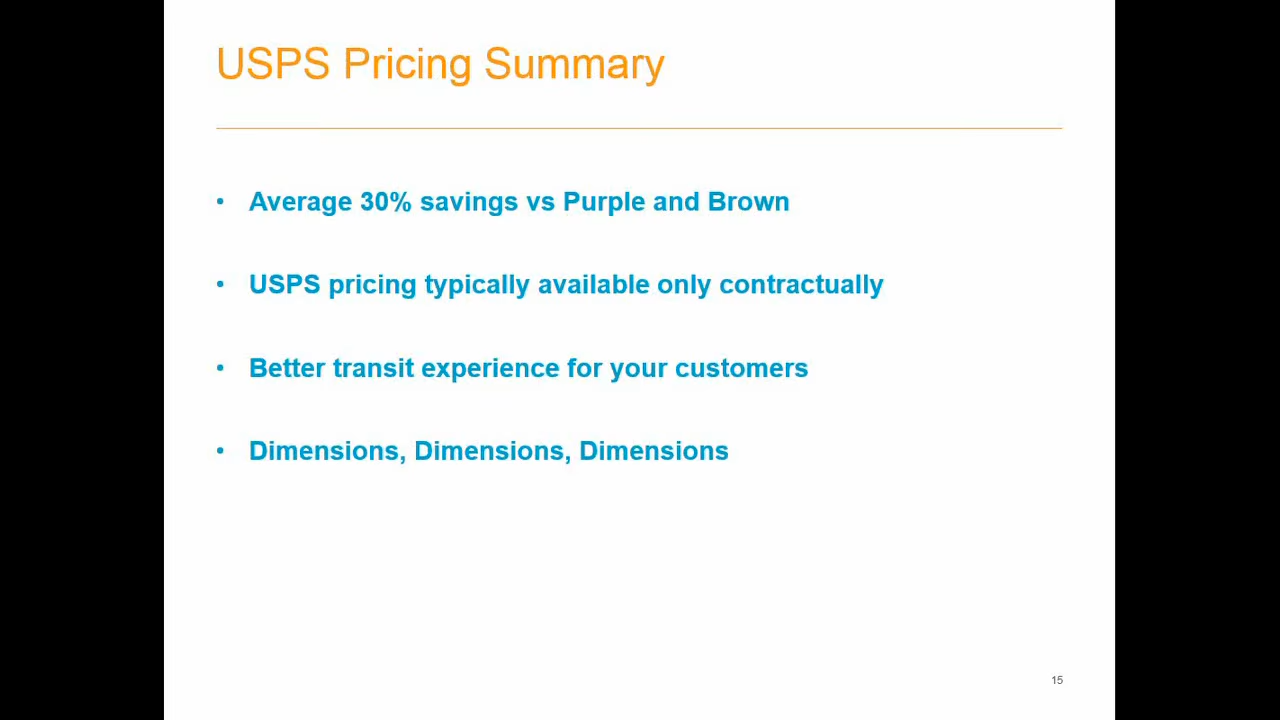 USPS Pricing Summary
• Average 30% savings vs Purple and Brown
• USPS pricing typically available only contractually
• Better transit experience for your customers
• Dimensions, Dimensions, Dimensions
15